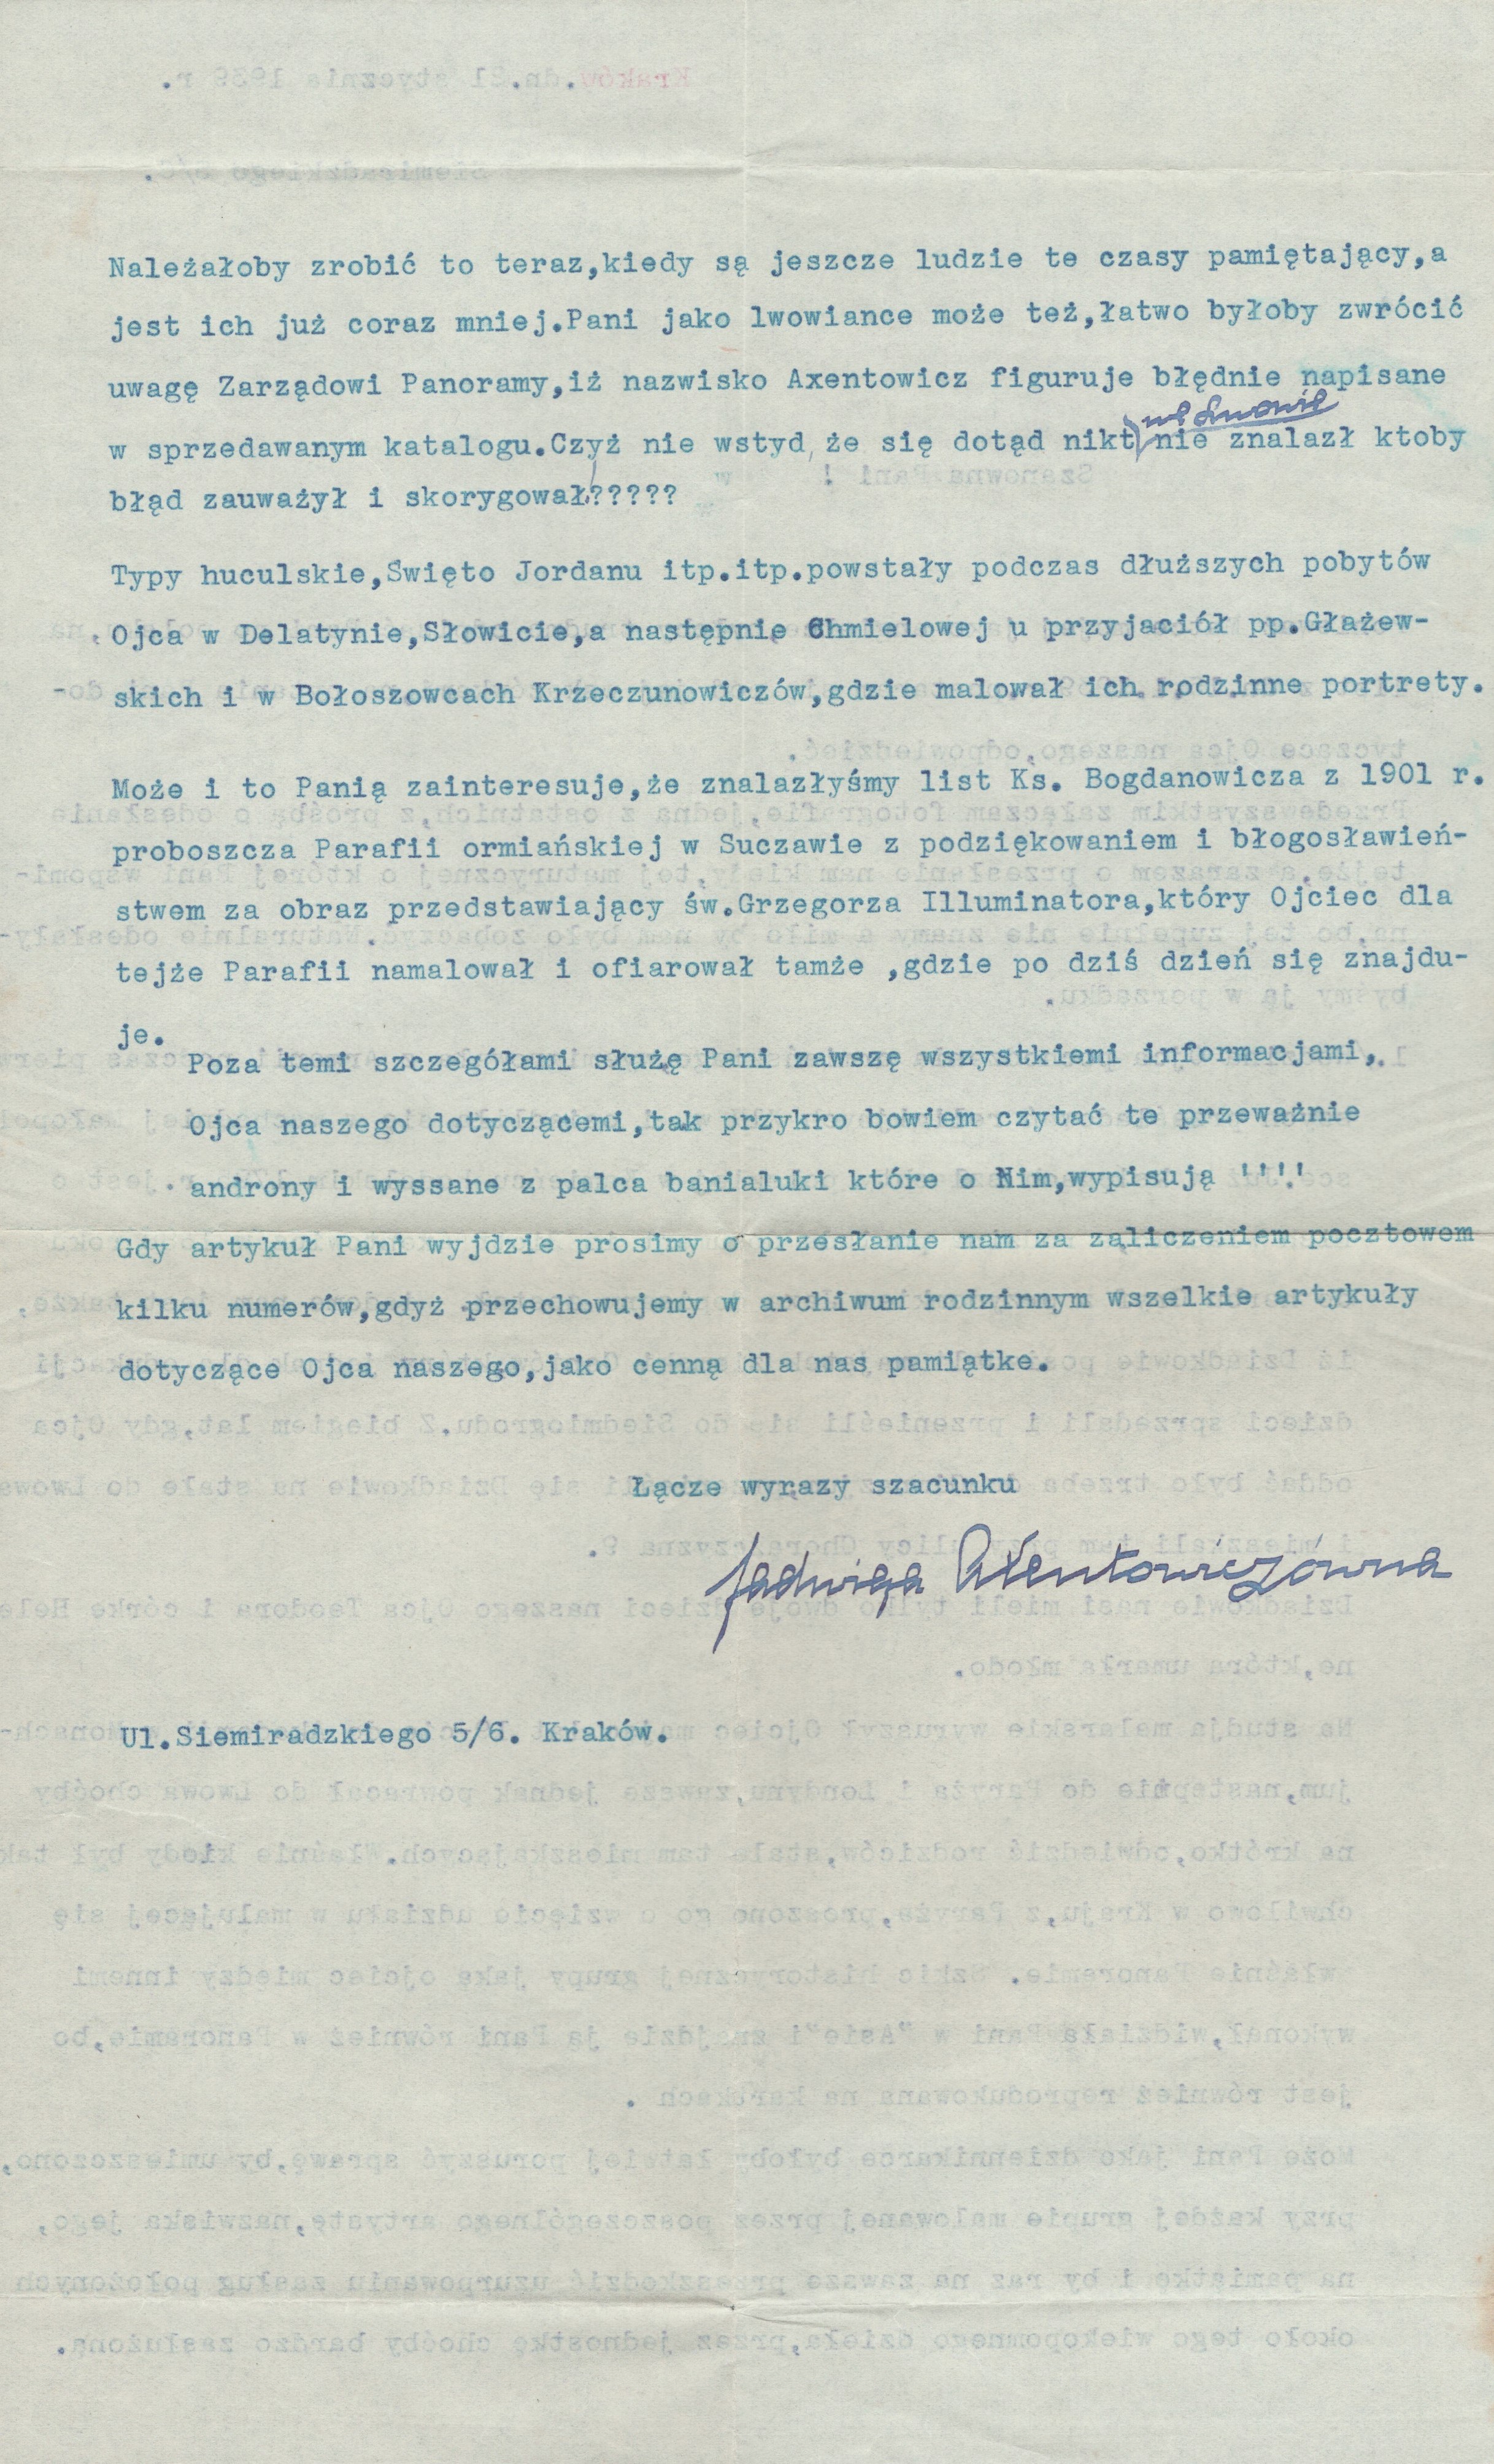 Należałoby zrobić to teraz,kiedy są jeszcze ludzie te czasy pamiętający,a
jest ich już coraz mniej.Pani jako lwowiance może też,łatwo byłoby zwrócić
uwagę Zarządowi Panoramy,iż nazwisko Axentowicz figuruje błędnie napisane
we Lwowie
w sprzedawanym katalogu.Czyż nie wstyd, że się dotąd nikt nie znalazł ktoby
błąd zauważył i skorygował?????
Typy huculskie,Swięto Jordanu itp.itp.powstały podczas dłuższych pobytów
Ojca w Delatynie,Słowicie,a następnie Chmielowej u przyjaciół pp.Głażew-
skich i w Bołoszowcach Krzeczunowiczów,gdzie malował ich rodzinne portrety.
Może i to Panią zainteresuje,że znalazłyśmy list Ks. Bogdanowicza z 1901 r.
proboszcza Parafii ormiańskiej w Suczawie z podziękowaniem i błogosławień-
stwem za obraz przedstawiający św.Grzegorza Illuminatora,który Ojciec dla
tejże Parafii namalował i ofiarował tamże ,gdzie po dziś dzień się znajdu-
je.
Poza temi szczegółami służę Pani zawszę wszystkiemi informacjami,
Ojca naszego dotyczącemi,tak przykro bowiem czytać te przeważnie
androny i wyssane z palca banialuki które o Nim,wypisują !!!!
Gdy artykuł Pani wyjdzie prosimy o przesłanie nam za zaliczeniem pocztowem
kilku numerów,gdyż przechowujemy w archiwum rodzinnym wszelkie artykuły
dotyczące Ojca naszego,jako cenną dla nas pamiątke.
Łącze wyrazy szacunku
Jadwiga Axentowiczówna
Ul.Siemiradzkiego 5/6. Kraków.